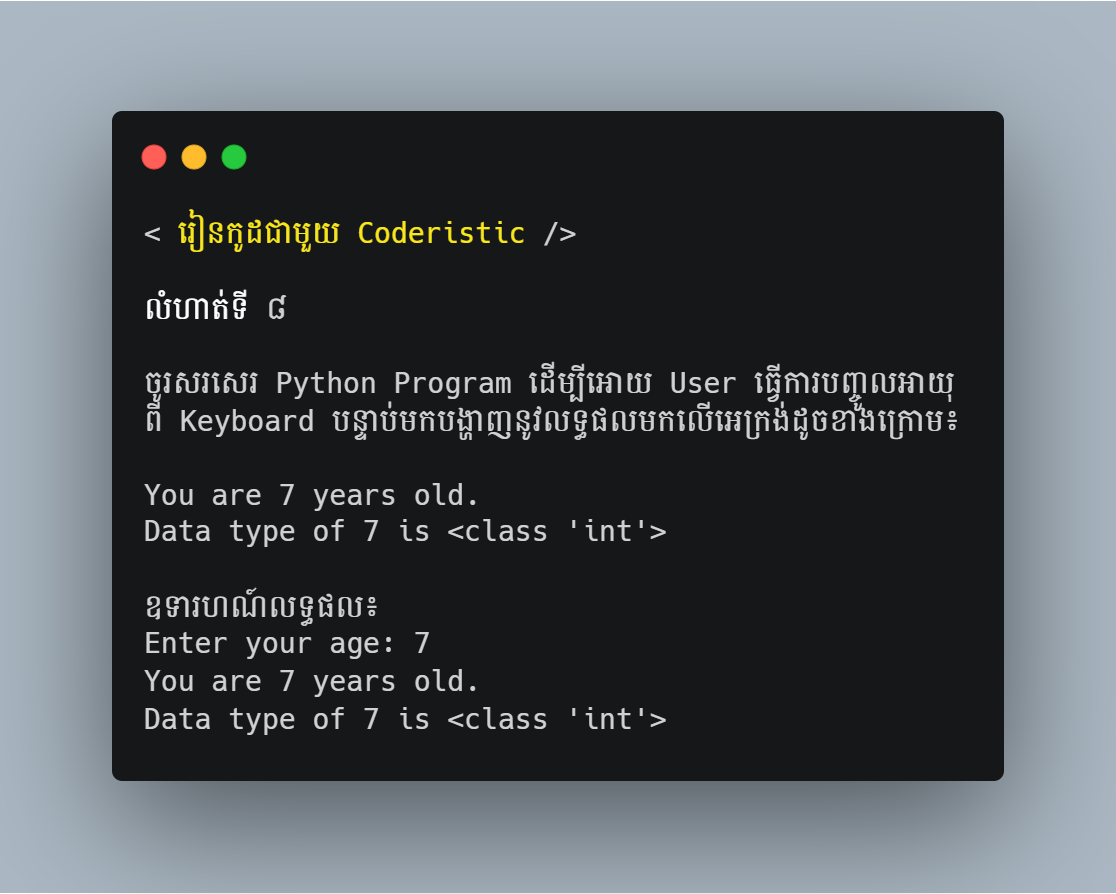 < រៀនកូដជាមួយ Coderistic />
លំហាត់ទី ៨
ចូរសរសេរ Python Program ដើម្បីអោយ User ធ្វើការបញ្ចូលអាយុ
ពី Keyboard បន្ទាប់មកបង្ហាញនូវលទ្ធផលមកលើអេក្រង់ដូចខាងក្រោម៖
You are 7 years old.
Data type of 7 is <class 'int'>
ឧទារហណ៍លទ្ធផល៖
Enter your age: 7
You are 7 years old.
Data type of 7 is <class 'int'>